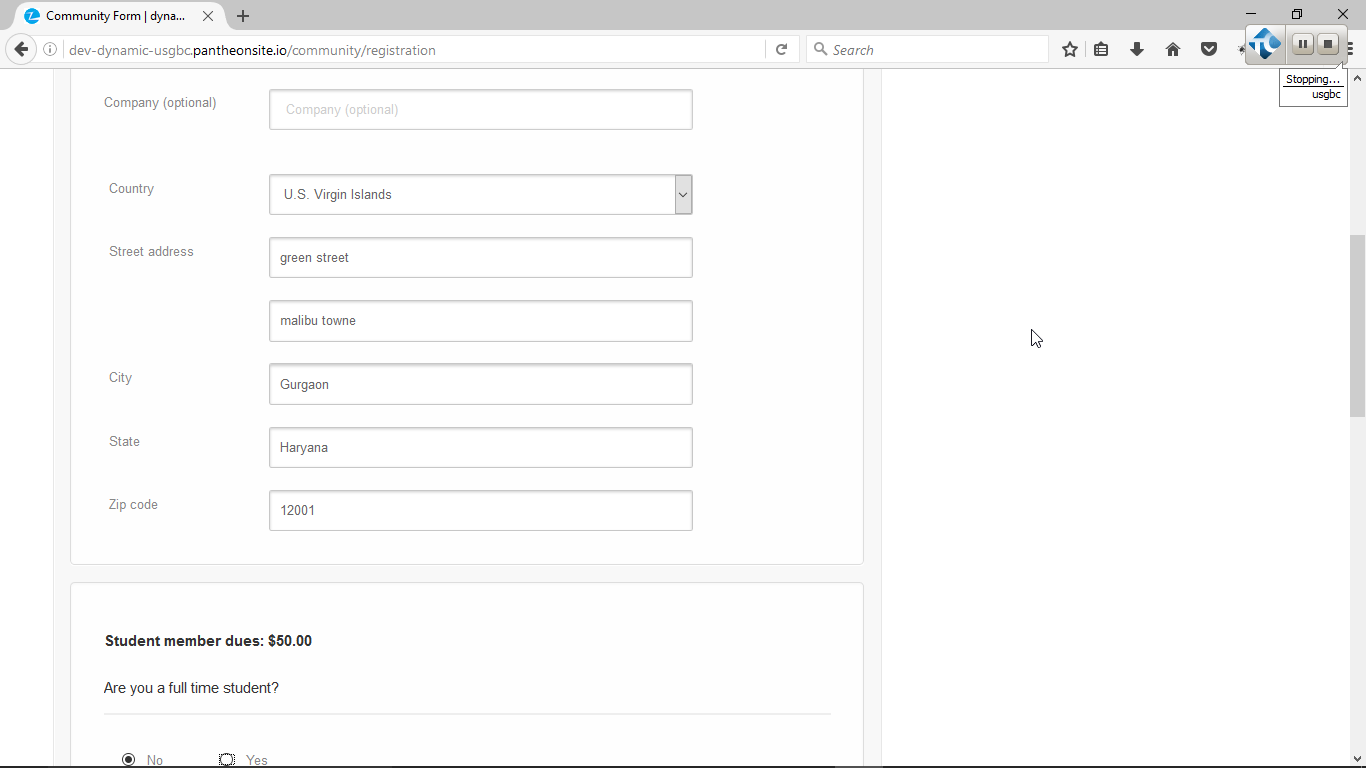 Community Form | dyna...
dev-dynamic-usgbc.pantheonsite.io/community/registration
Search
Stopping...
usgbc
Company (optional)
Company (optional)
Country
U.S. Virgin Islands
Street address
green street
malibu towne
City
Gurgaon
State
Haryana
Zip code
12001
Student member dues: $50.00
Are you a full time student?
No
Yes